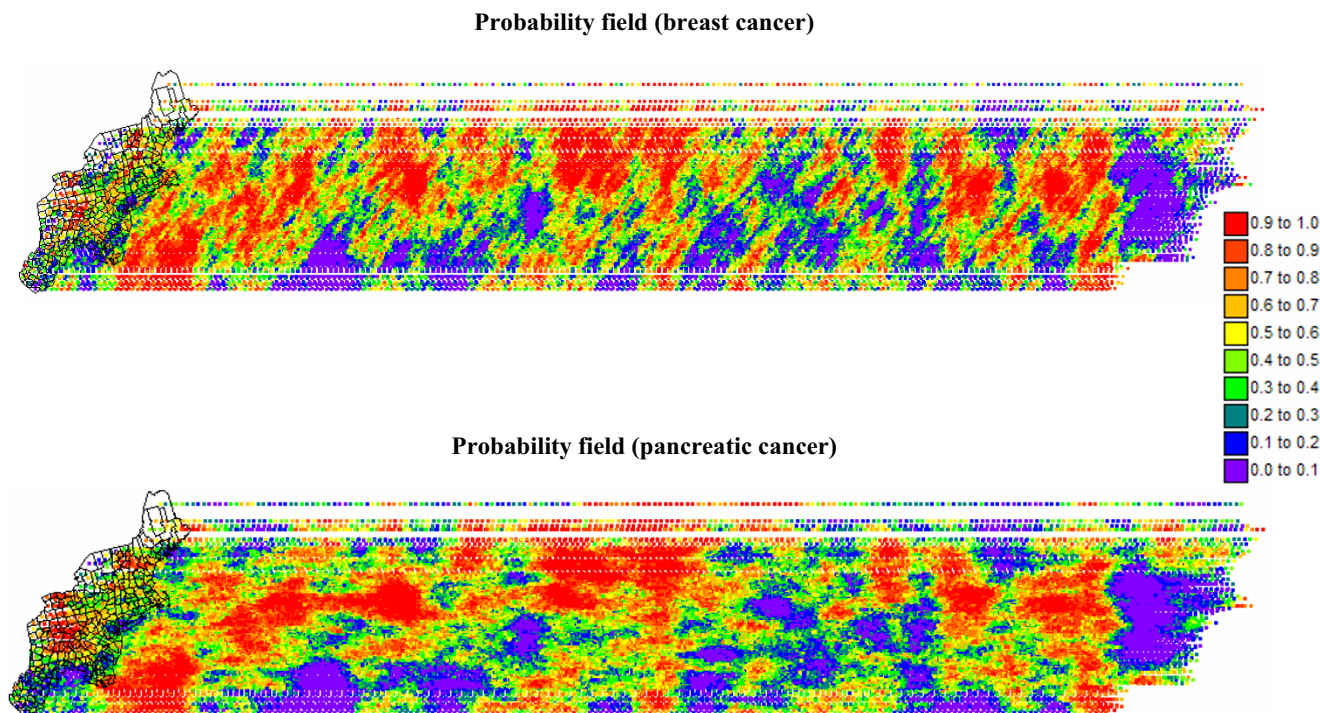 Probability field (breast cancer)
0.9 to 1.0
0.8 to 0.9
0.7 to 0.8
0.6 to 0.7
0.5 to 0.6
0.4 to 0.5
0.3 to 0.4
0.2 to 0.3
0.1 to 0.2
0.0 to 0.1
Probability field (pancreatic cancer)